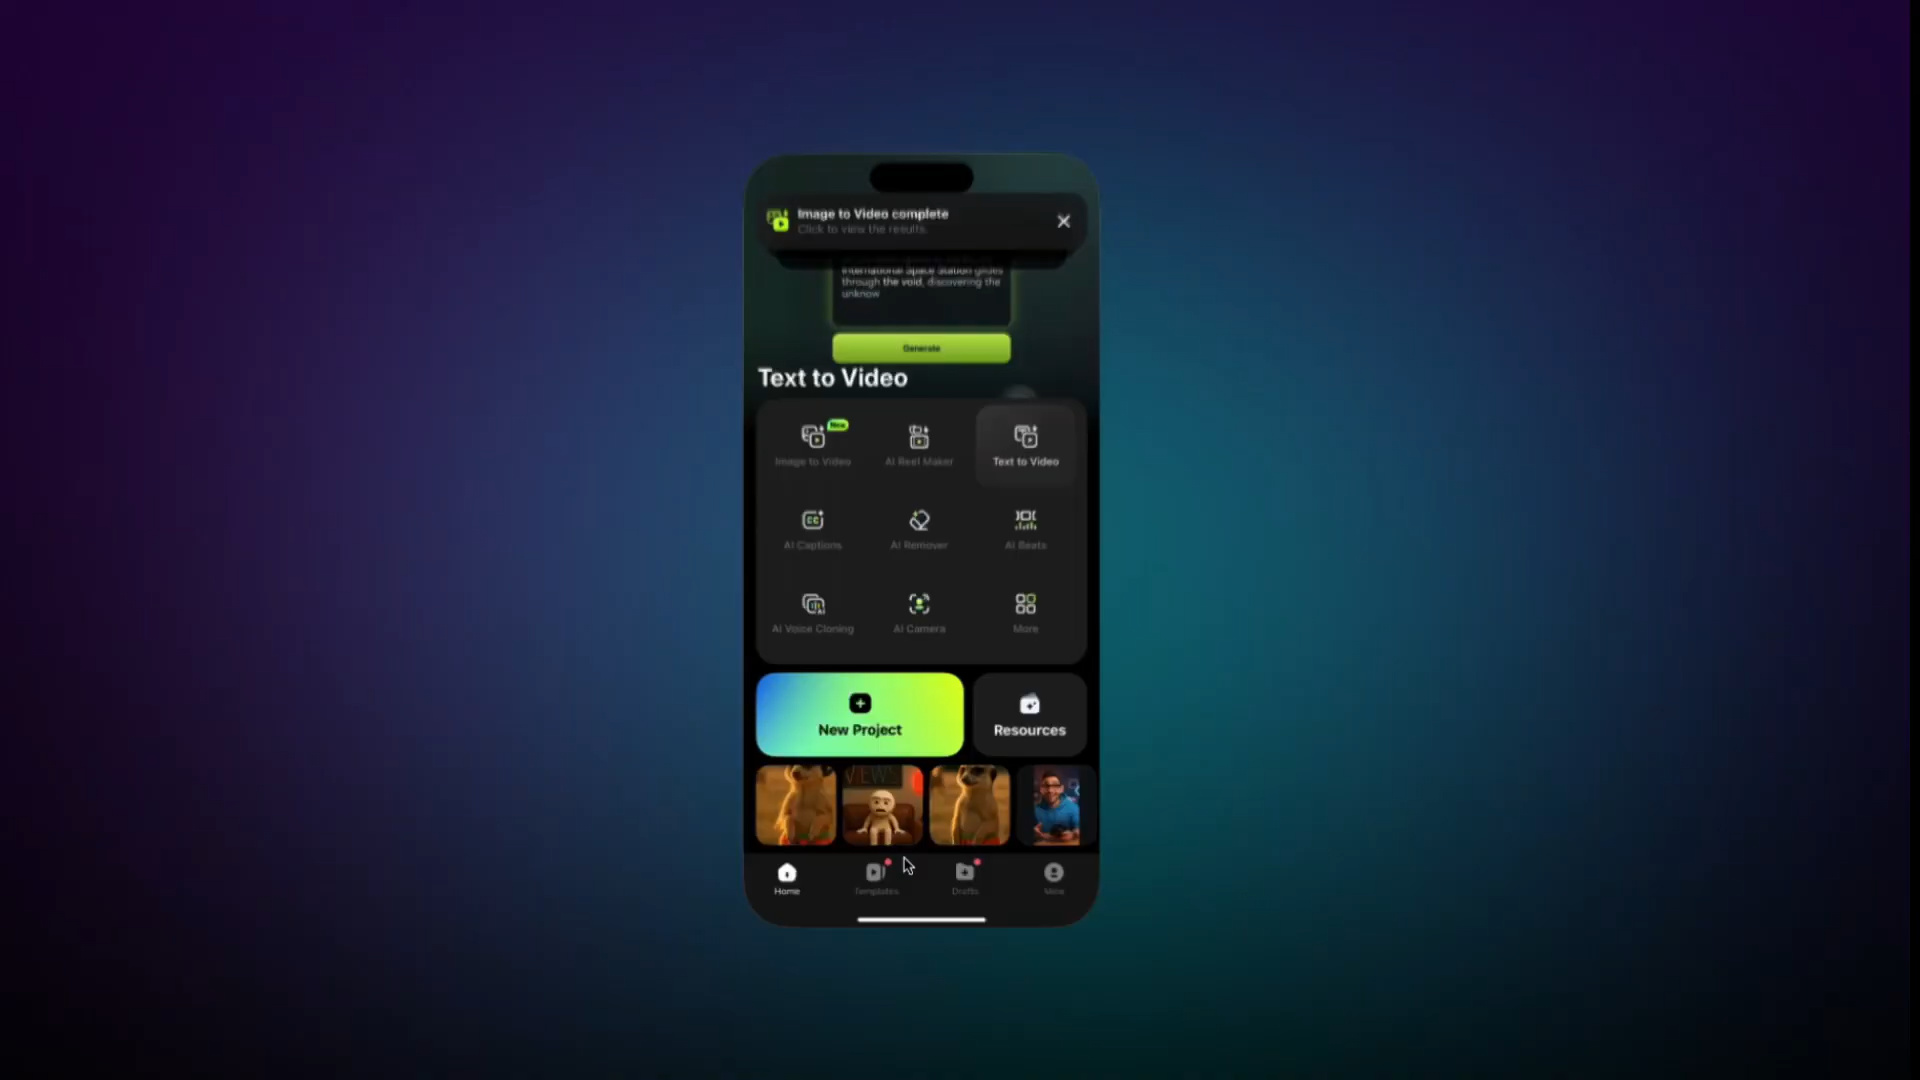 Image to Video complete
Click to view the results.
International Space Station glides
through the void, discovering the
unknow
Generate
Text to Video
New
Image to Video
AI Reel Maker
Text to Video
AI Captions
AI Remover
AI Beats
AI Voice Cloning
AI Camera
More
New Project
Resources
VIEWS
Home
Templates
Drafts
Mine